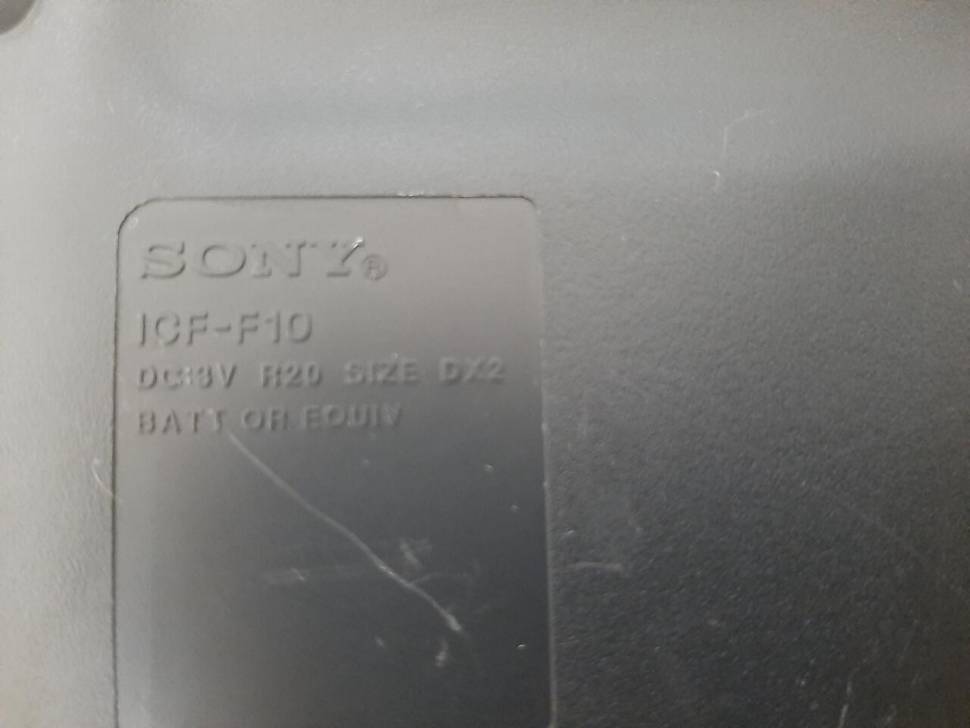 SONY®
ICF-F10
DC:3V R20 SIZE DX2
BATT OR EQUIV